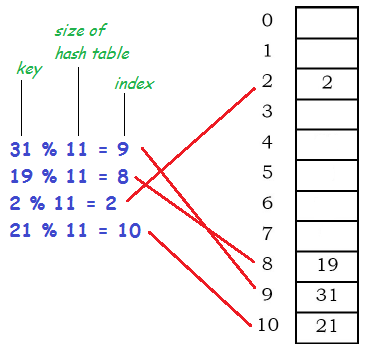 size of
hash table
key
index
31 % 11 = 9
19 % 11 = 8
2 % 11 = 2
21 % 11 = 10
0
1
2 2
3
4
5
6
7
8 19
9 31
10 21